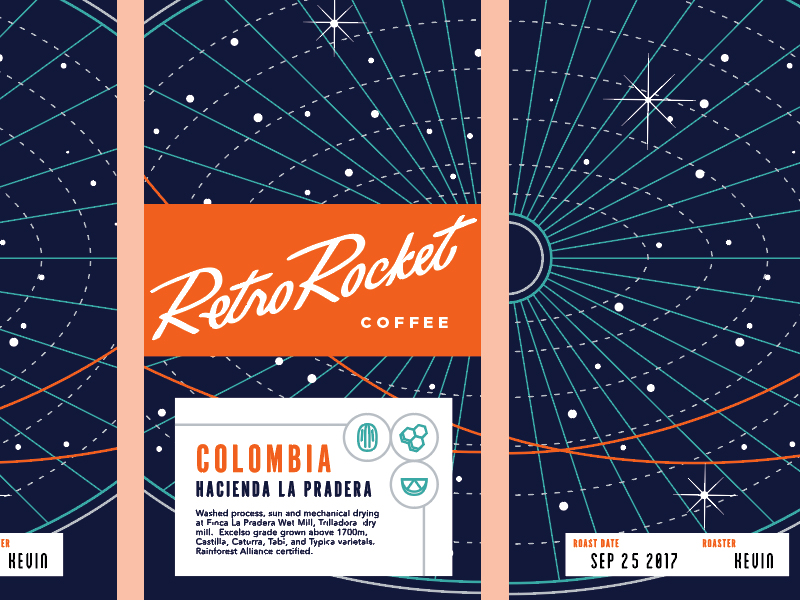 Retro Rocket
COFFEE
COLOMBIA
HACIENDA LA PRADERA
Washed process, sun and mechanical drying
at Finca La Pradera Wet Mill, Trilladora dry
mill. Excelso grade grown above 1700m,
Castilla, Caturra, Tabi, and Typica varietals.
Rainforest Alliance certified.
ER
KEVIN
ROAST DATE
SEP 25 2017
ROASTER
KEVIN